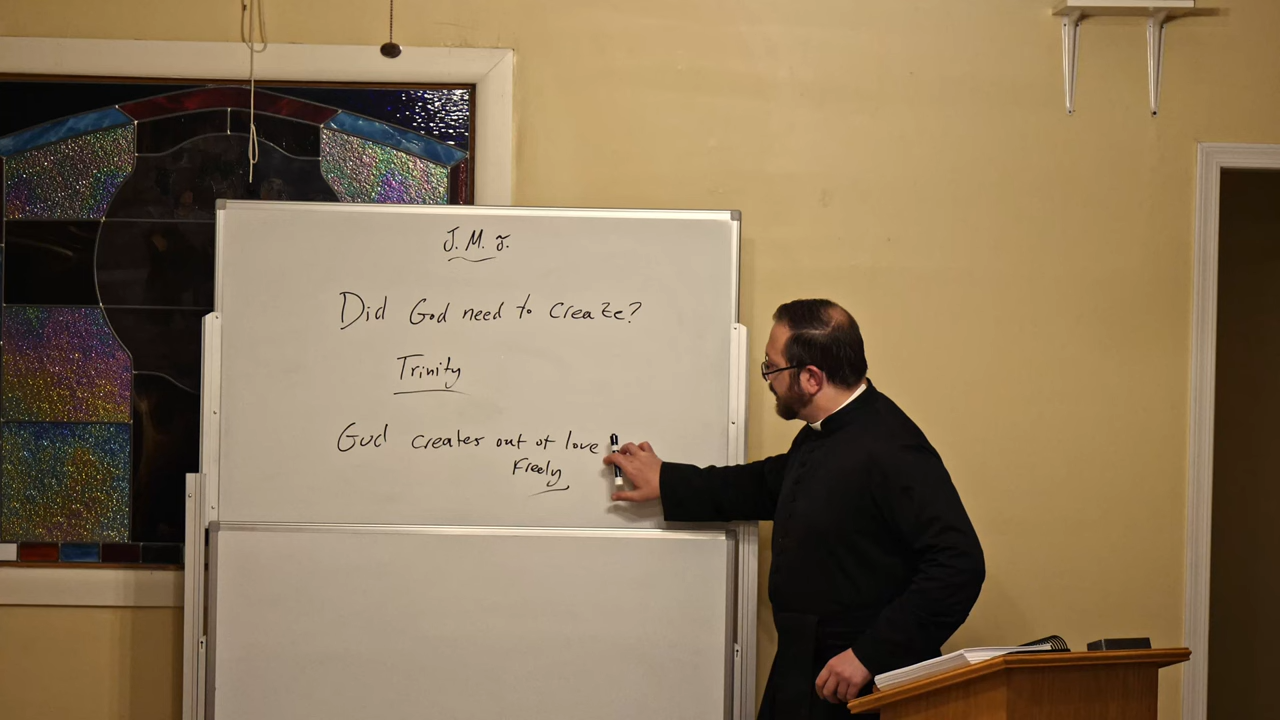 J. M. J.
Did God need to create?
Trinity
God creates out of love
Freely